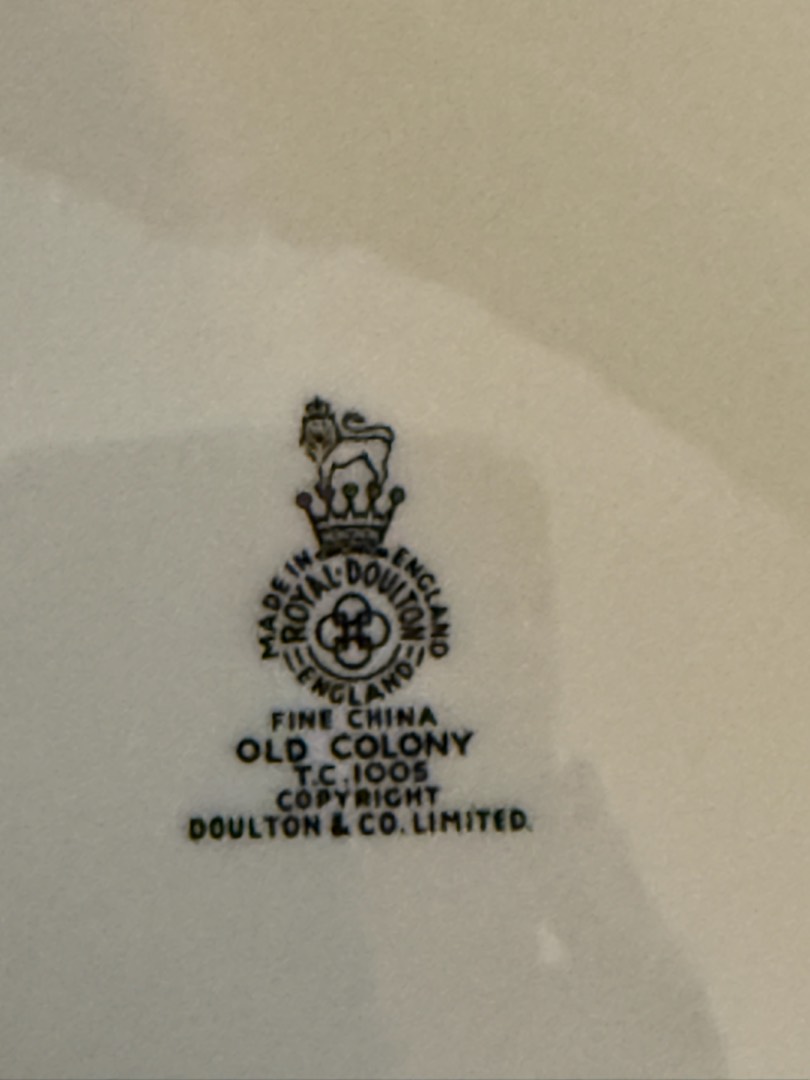 MADE IN ENGLAND
ROYAL·DOULTON
ENGLAND
FINE CHINA
OLD COLONY
T.C.1005
COPYRIGHT
DOULTON & CO. LIMITED.